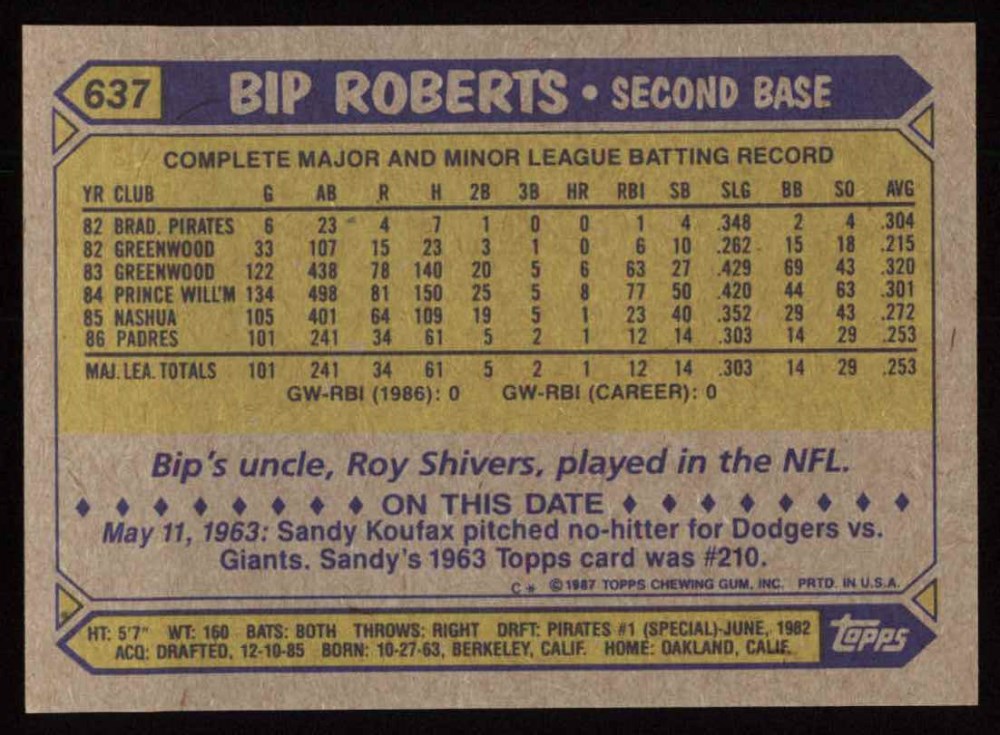 637 BIP ROBERTS • SECOND BASE
COMPLETE MAJOR AND MINOR LEAGUE BATTING RECORD
YR CLUB G AB R H 2B 3B HR RBI SB SLG BB SO AVG
82 BRAD. PIRATES 6 23 4 7 1 0 0 1 4 .348 2 4 .304
82 GREENWOOD 33 107 15 23 3 1 0 6 10 .262 15 18 .215
83 GREENWOOD 122 438 78 140 20 5 6 63 27 .429 69 43 .320
84 PRINCE WILL'M 134 498 81 150 25 5 8 77 50 .420 44 63 .301
85 NASHUA 105 401 64 109 19 5 1 23 40 .352 29 43 .272
86 PADRES 101 241 34 61 5 2 1 12 14 .303 14 29 .253
MAJ. LEA. TOTALS 101 241 34 61 5 2 1 12 14 .303 14 29 .253
GW-RBI (1986): 0 GW-RBI (CAREER): 0
Bip's uncle, Roy Shivers, played in the NFL.
♦ ♦ ♦ ♦ ♦ ♦ ♦ ♦ ON THIS DATE ♦ ♦ ♦ ♦ ♦ ♦ ♦ ♦
May 11, 1963: Sandy Koufax pitched no-hitter for Dodgers vs.
Giants. Sandy's 1963 Topps card was #210.
C* ©1987 TOPPS CHEWING GUM, INC. PRTD. IN U.S.A.
HT: 5'7" WT: 160 BATS: BOTH THROWS: RIGHT DRFT: PIRATES #1 (SPECIAL)-JUNE, 1982
ACQ: DRAFTED, 12-10-85 BORN: 10-27-63, BERKELEY, CALIF. HOME: OAKLAND, CALIF.
topps